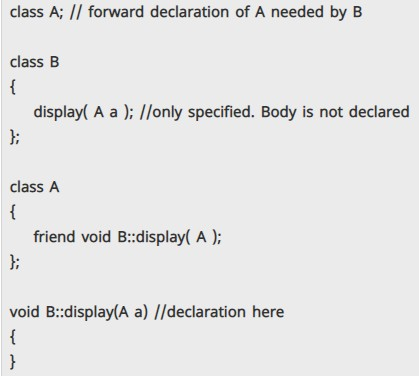 class A; // forward declaration of A needed by B
class B
{
display( A a ); //only specified. Body is not declared
};
class A
{
friend void B::display( A );
};
void B::display(A a) //declaration here
{
}